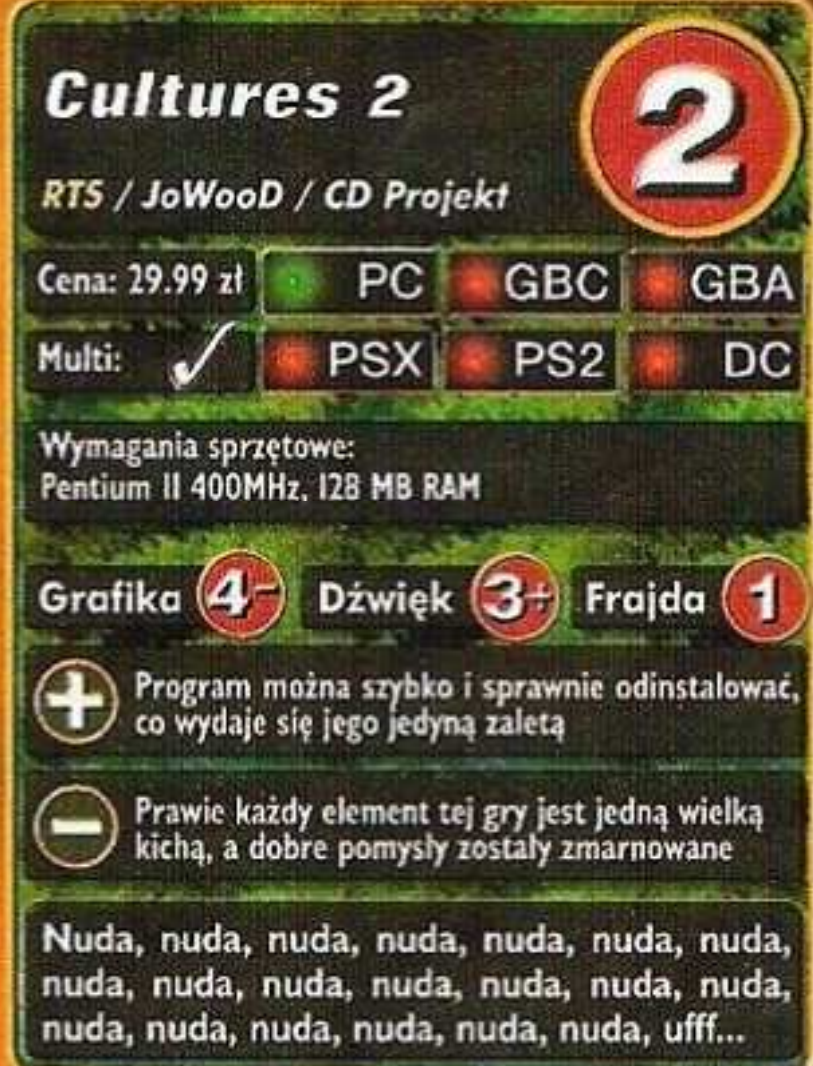 Cultures 2
2
RTS / JoWooD / CD Projekt
Cena: 29.99 zł PC GBC GBA
Multi: PSX PS2 DC
Wymagania sprzętowe:
Pentium II 400MHz, 128 MB RAM
Grafika 4- Dźwięk 3+ Frajda 1
+ Program można szybko i sprawnie odinstalować,
co wydaje się jego jedyną zaletą
- Prawie każdy element tej gry jest jedną wielką
kichą, a dobre pomysły zostały zmarnowane
Nuda, nuda, nuda, nuda, nuda, nuda, nuda,
nuda, nuda, nuda, nuda, nuda, nuda, nuda,
nuda, nuda, nuda, nuda, nuda, nuda, ufff...